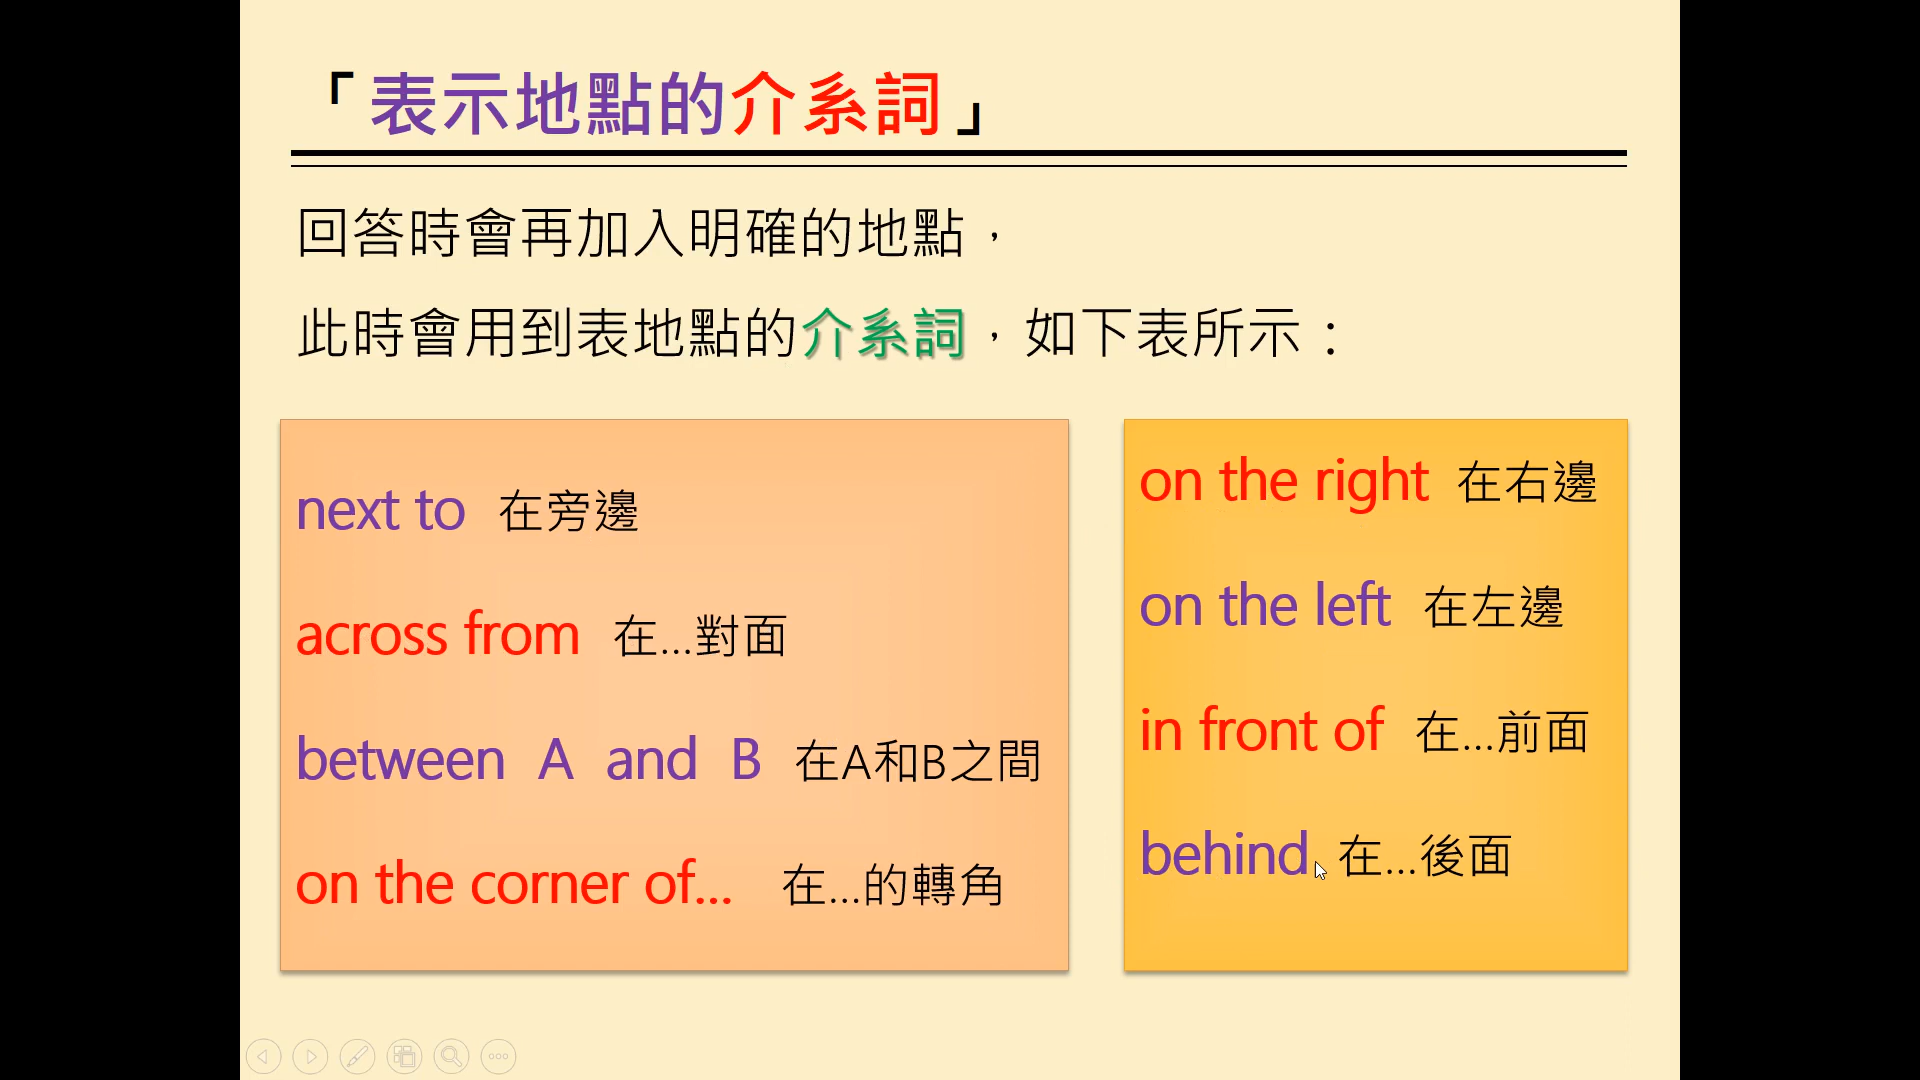 「表示地點的介系詞」
回答時會再加入明確的地點，
此時會用到表地點的介系詞，如下表所示：
next to 在旁邊
across from 在...對面
between A and B 在A和B之間
on the corner of... 在...的轉角
on the right 在右邊
on the left 在左邊
in front of 在...前面
behind 在...後面